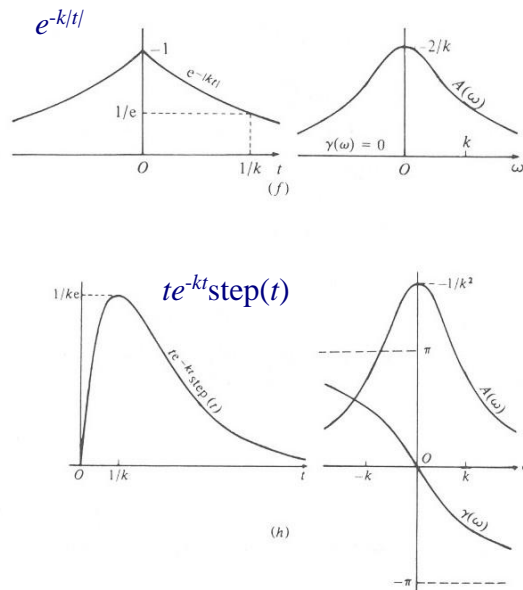 e^{-k/t/}
1
e^{-|kt|}
1/e
O
1/k
t
(f)
2/k
A(ω)
γ(ω) = 0
k
O
ω
te^{-kt}step(t)
1/ke
te^{-kt} step(t)
O
1/k
t
(h)
1/k²
π
A(ω)
O
-k
k
γ(ω)
-π